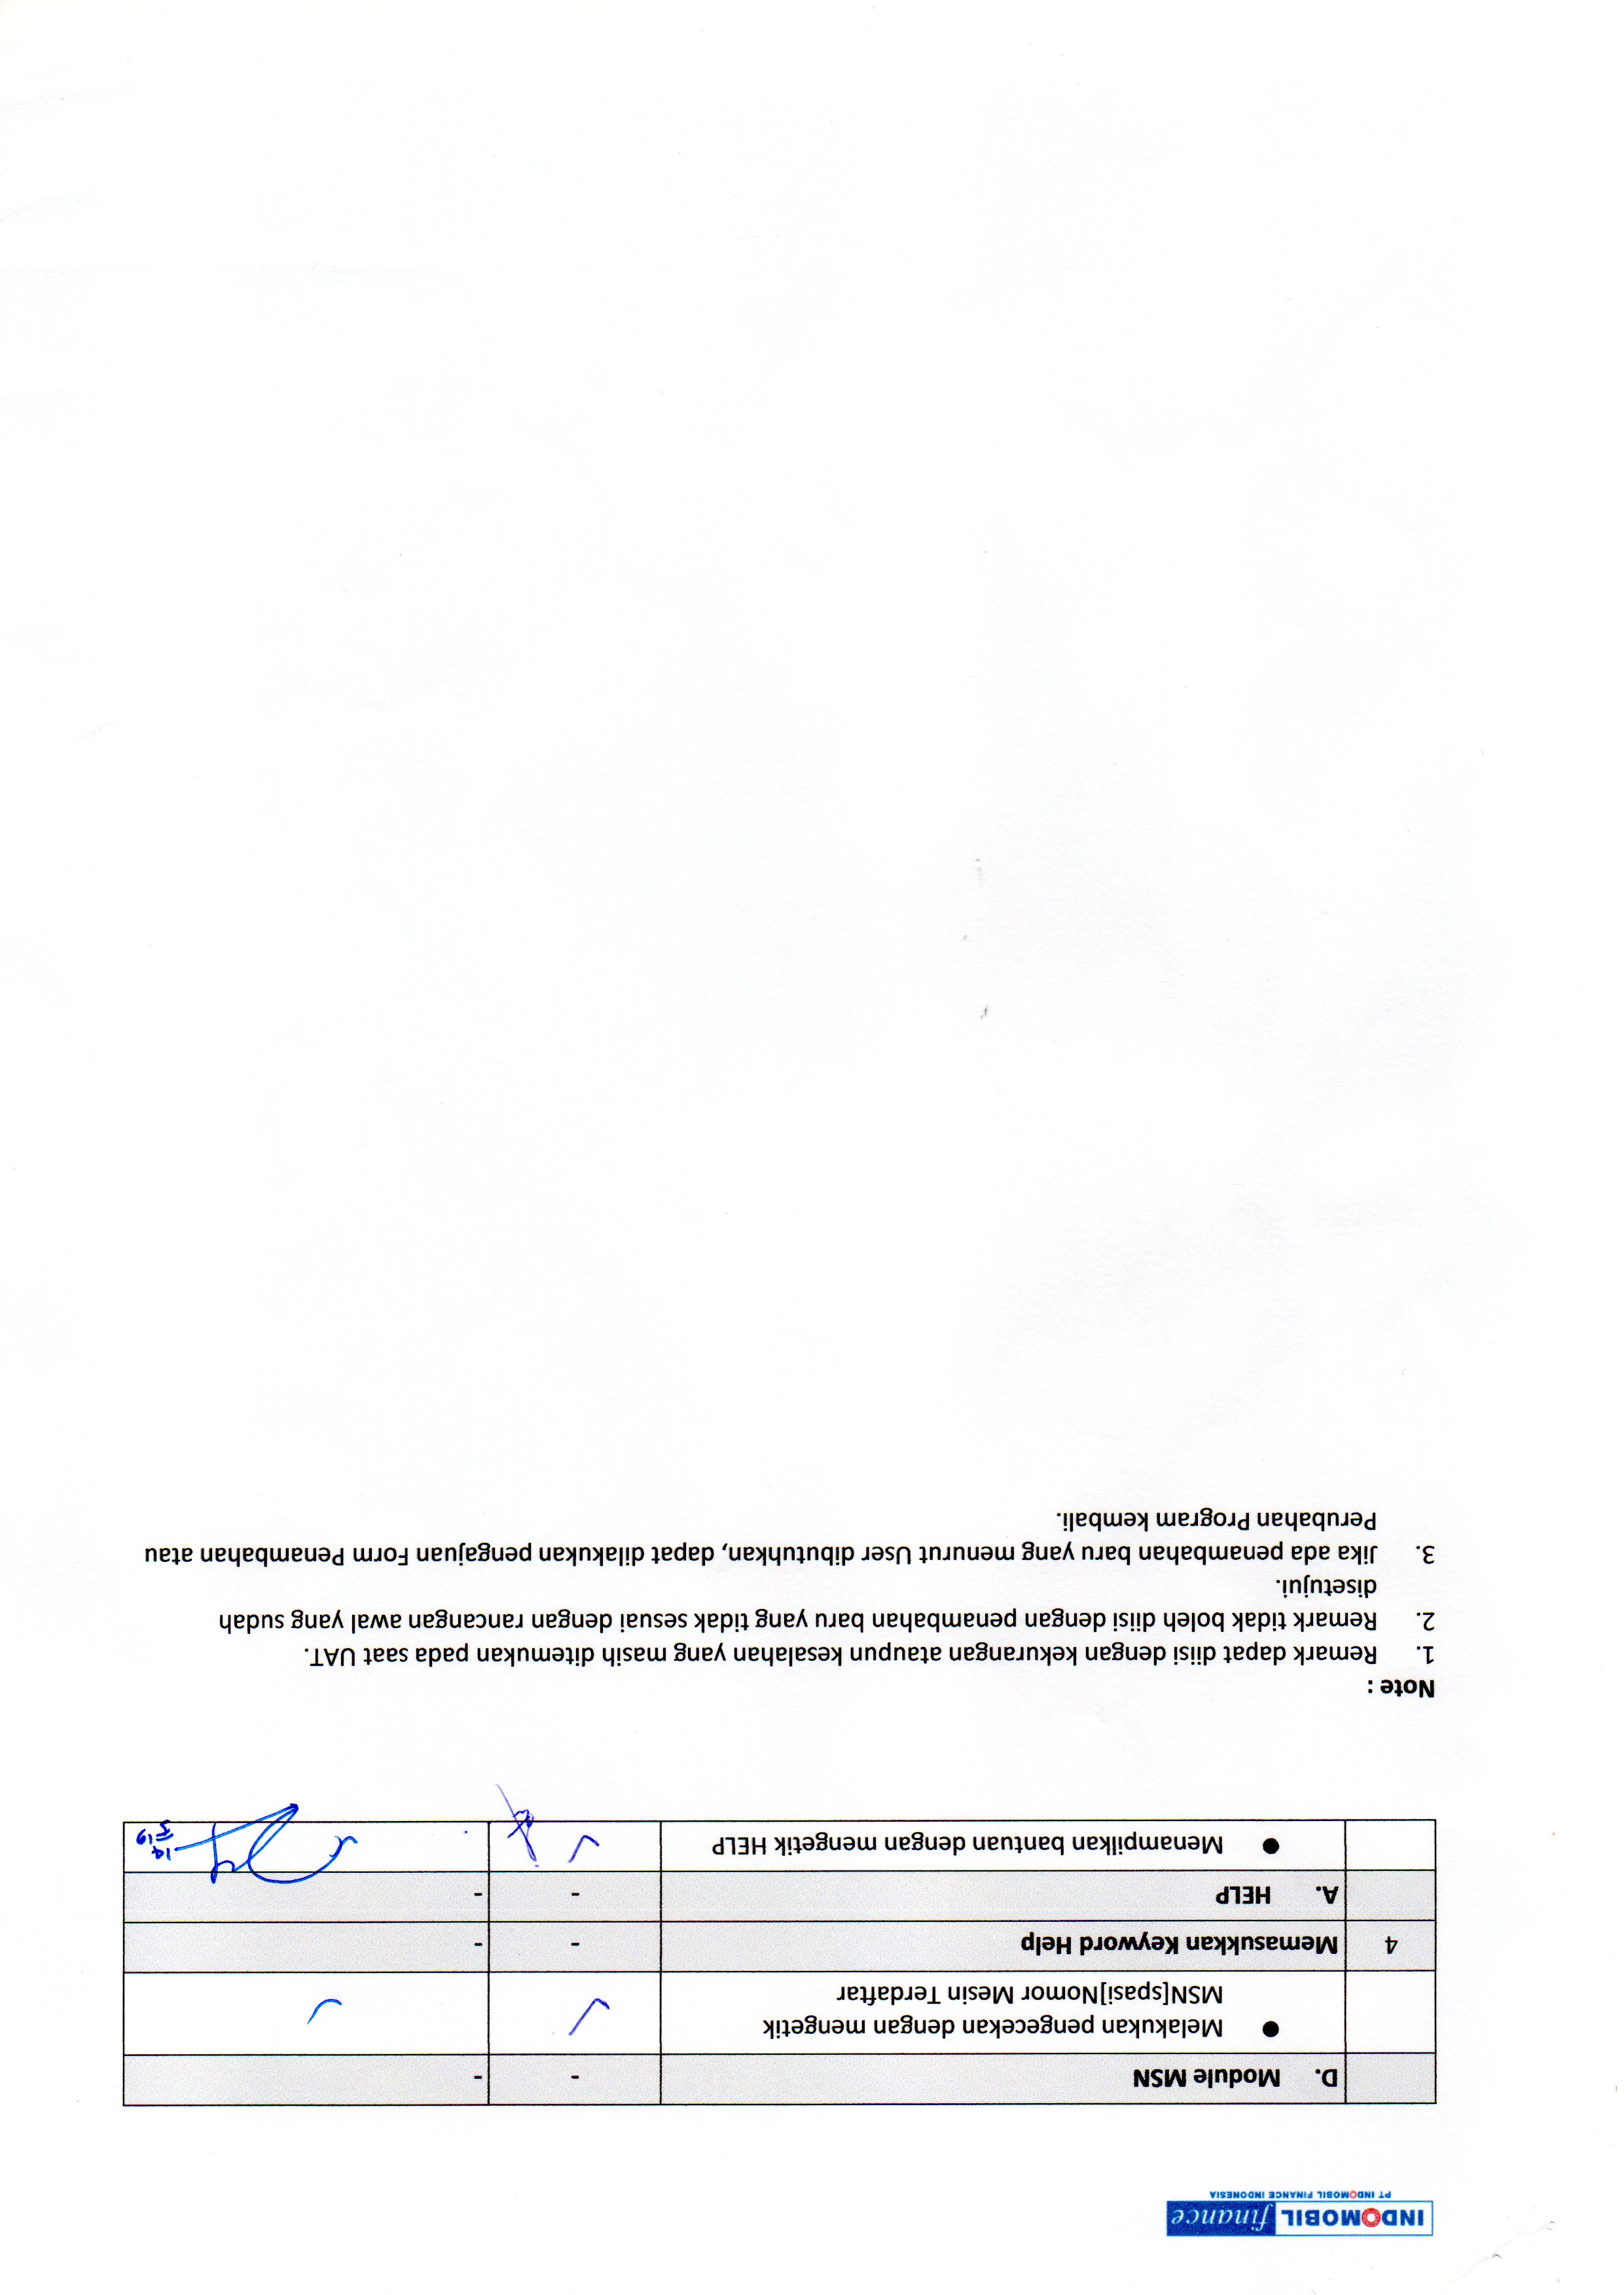 INDOMOBIL finance
PT INDOMOBIL FINANCE INDONESIA
D. Module MSN - -
● Melakukan pengecekan dengan mengetik
MSN[spasi]Nomor Mesin Terdaftar ✓ ✓
4 Memasukkan Keyword Help - -
A. HELP - -
● Menampilkan bantuan dengan mengetik HELP ✓ ✓ 14/5 19
Note :
1. Remark dapat diisi dengan kekurangan ataupun kesalahan yang masih ditemukan pada saat UAT.
2. Remark tidak boleh diisi dengan penambahan baru yang tidak sesuai dengan rancangan awal yang sudah
disetujui.
3. Jika ada penambahan baru yang menurut User dibutuhkan, dapat dilakukan pengajuan Form Penambahan atau
Perubahan Program kembali.